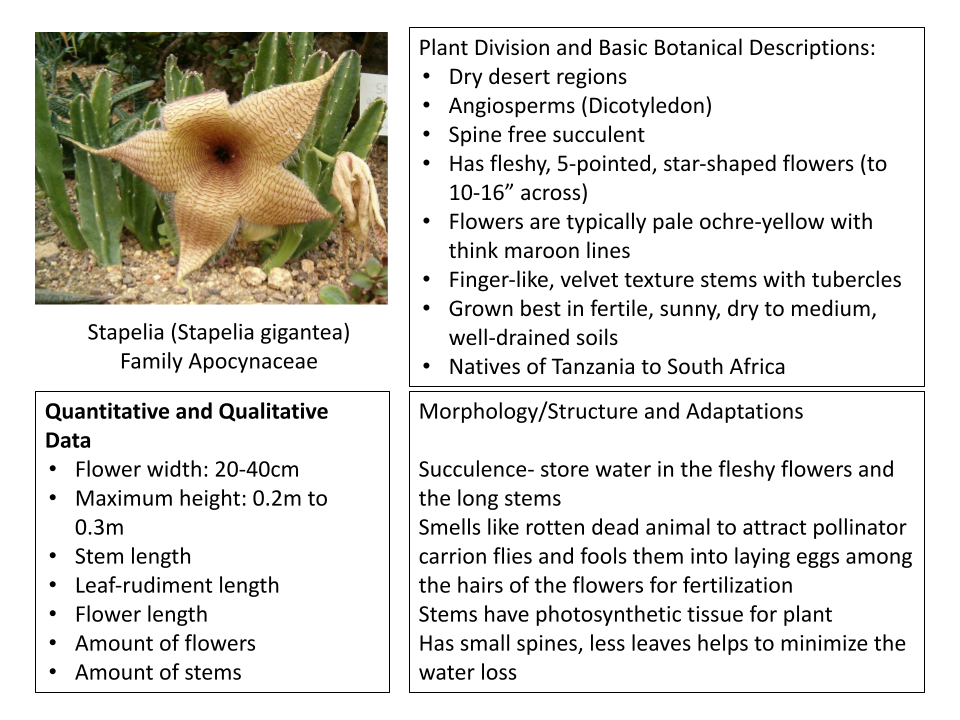 Plant Division and Basic Botanical Descriptions:
• Dry desert regions
• Angiosperms (Dicotyledon)
• Spine free succulent
• Has fleshy, 5-pointed, star-shaped flowers (to
10-16” across)
• Flowers are typically pale ochre-yellow with
think maroon lines
• Finger-like, velvet texture stems with tubercles
• Grown best in fertile, sunny, dry to medium,
well-drained soils
• Natives of Tanzania to South Africa
Stapelia (Stapelia gigantea)
Family Apocynaceae
Quantitative and Qualitative
Data
• Flower width: 20-40cm
• Maximum height: 0.2m to
0.3m
• Stem length
• Leaf-rudiment length
• Flower length
• Amount of flowers
• Amount of stems
Morphology/Structure and Adaptations
Succulence- store water in the fleshy flowers and
the long stems
Smells like rotten dead animal to attract pollinator
carrion flies and fools them into laying eggs among
the hairs of the flowers for fertilization
Stems have photosynthetic tissue for plant
Has small spines, less leaves helps to minimize the
water loss